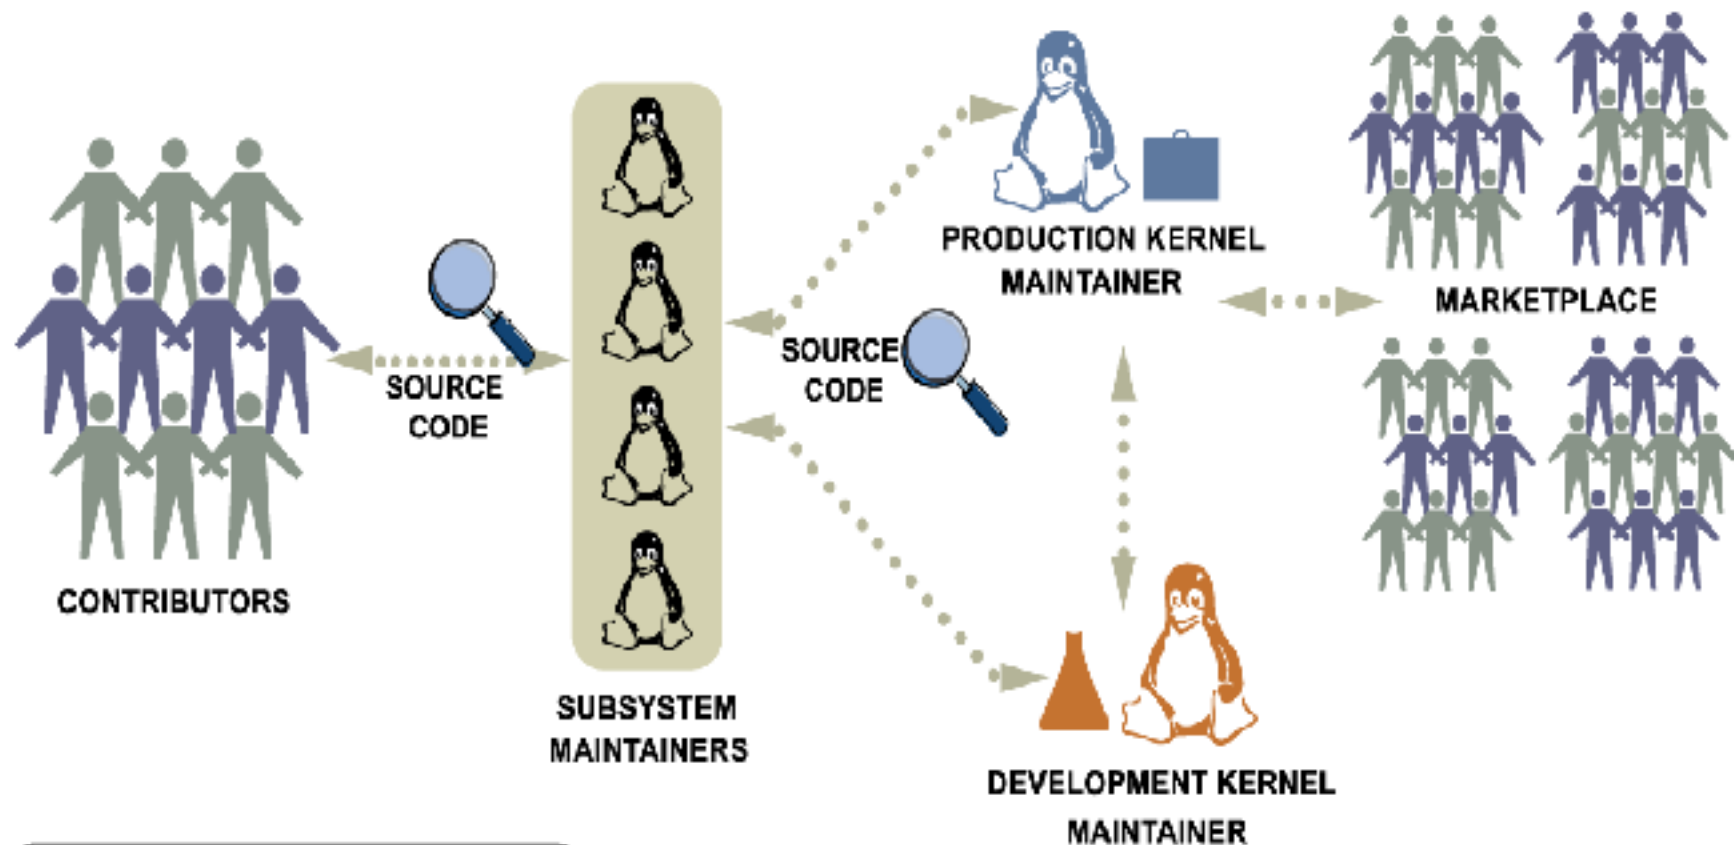 CONTRIBUTORS
SOURCE
CODE
SUBSYSTEM
MAINTAINERS
SOURCE
CODE
PRODUCTION KERNEL
MAINTAINER
MARKETPLACE
DEVELOPMENT KERNEL
MAINTAINER